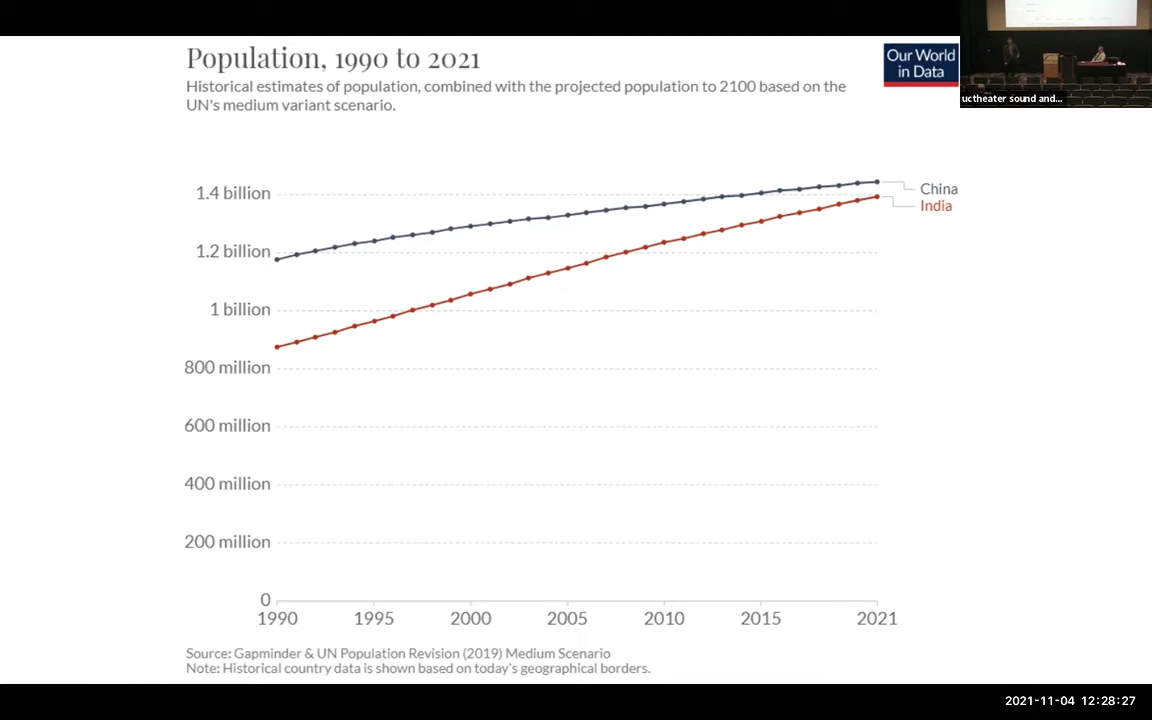 Population, 1990 to 2021
Historical estimates of population, combined with the projected population to 2100 based on the
UN's medium variant scenario.
Our World
in Data
uctheater sound and...
1.4 billion
1.2 billion
1 billion
800 million
600 million
400 million
200 million
0
China
India
1990 1995 2000 2005 2010 2015 2021
Source: Gapminder & UN Population Revision (2019) Medium Scenario
Note: Historical country data is shown based on today's geographical borders.
2021-11-04 12:28:27